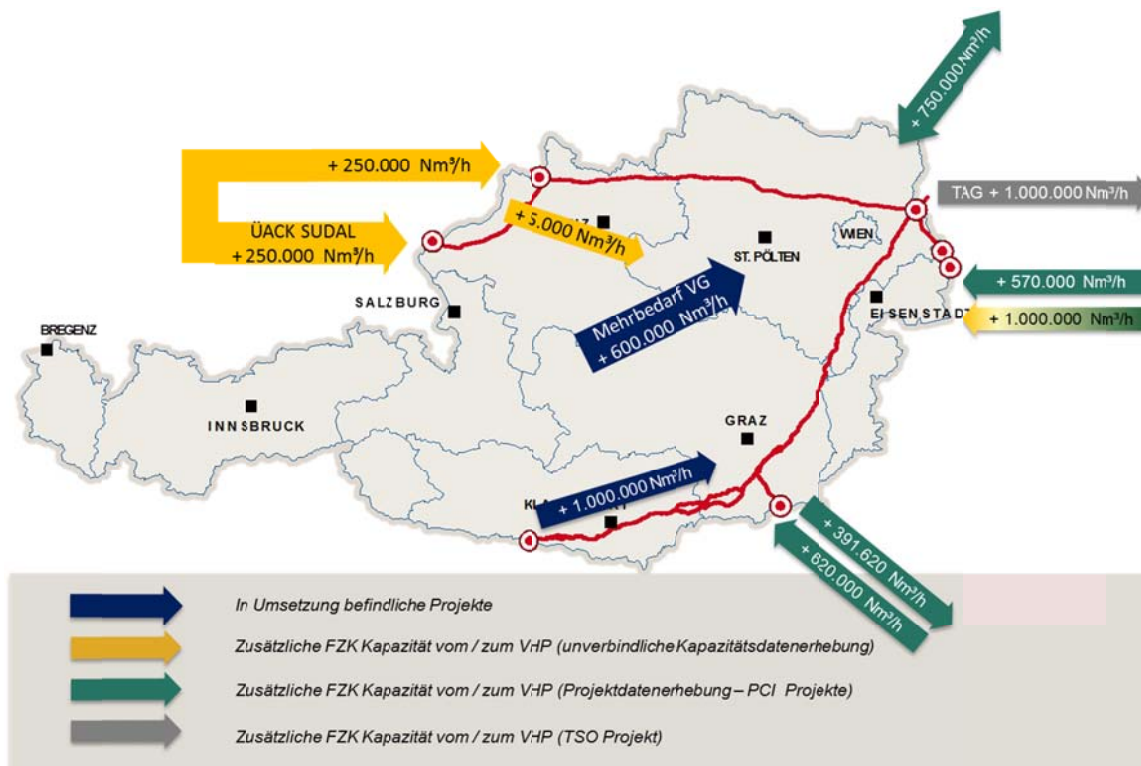 + 750.000 Nm³/h
+ 250.000 Nm³/h
TAG + 1.000.000 Nm³/h
+ 5.000 Nm³/h
ÜACK SUDAL
+ 250.000 Nm³/h
WIEN
ST. PÖLTEN
+ 570.000 Nm³/h
Mehrbedarf VG
+ 600.000 Nm³/h
SALZBURG
EISENSTADT
+ 1.000.000 Nm³/h
BREGENZ
INNSBRUCK
GRAZ
+ 1.000.000 Nm³/h
+ 391.620 Nm³/h
+ 620.000 Nm³/h
In Umsetzung befindliche Projekte
Zusätzliche FZK Kapazität vom / zum VHP (unverbindliche Kapazitätsdatenerhebung)
Zusätzliche FZK Kapazität vom / zum VHP (Projektdatenerhebung – PCI Projekte)
Zusätzliche FZK Kapazität vom / zum VHP (TSO Projekt)